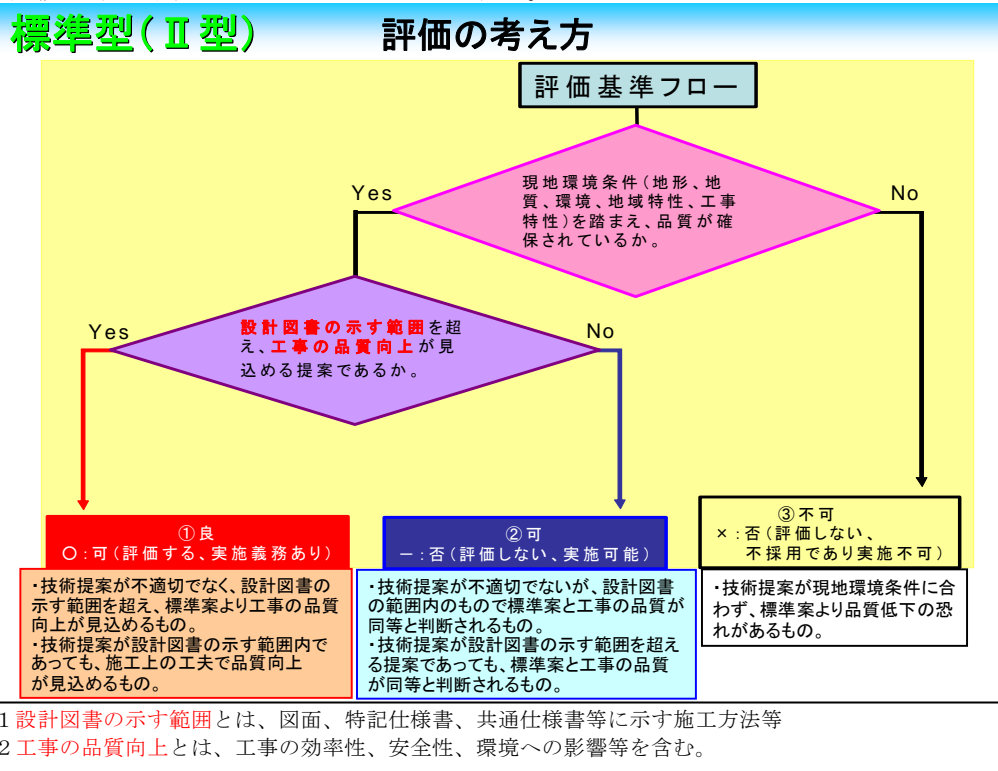 標準型(Ⅱ型)　評価の考え方
評価基準フロー
現地環境条件(地形、地
質、環境、地域特性、工事
特性)を踏まえ、品質が確
保されているか。
Yes
No
設計図書の示す範囲を超
え、工事の品質向上が見
込める提案であるか。
Yes
No
①良
〇：可(評価する、実施義務あり)
・技術提案が不適切でなく、設計図書の
示す範囲を超え、標準案より工事の品質
向上が見込めるもの。
・技術提案が設計図書の示す範囲内で
あっても、施工上の工夫で品質向上
が見込めるもの。
②可
－：否(評価しない、実施可能)
・技術提案が不適切でないが、設計図書
の範囲内のもので標準案と工事の品質が
同等と判断されるもの。
・技術提案が設計図書の示す範囲を超え
る提案であっても、標準案と工事の品質
が同等と判断されるもの。
③不可
×：否(評価しない、
不採用であり実施不可)
・技術提案が現地環境条件に合
わず、標準案より品質低下の恐
れがあるもの。
1 設計図書の示す範囲とは、図面、特記仕様書、共通仕様書等に示す施工方法等
2 工事の品質向上とは、工事の効率性、安全性、環境への影響等を含む。